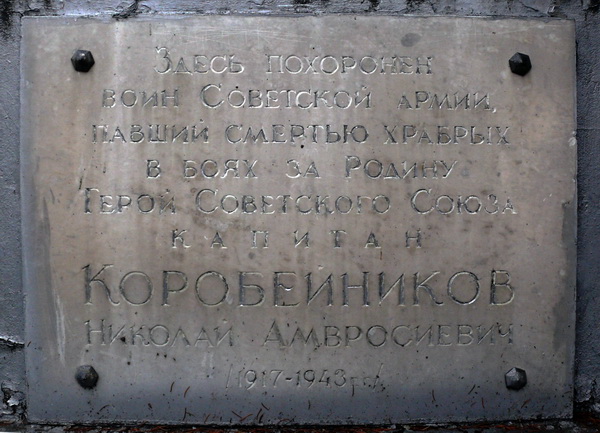 Здесь похоронен
воин Советской армии,
павший смертью храбрых
в боях за Родину
Герой Советского Союза
капитан
Коробейников
Николай Амвросиевич
/1917-1943гг./